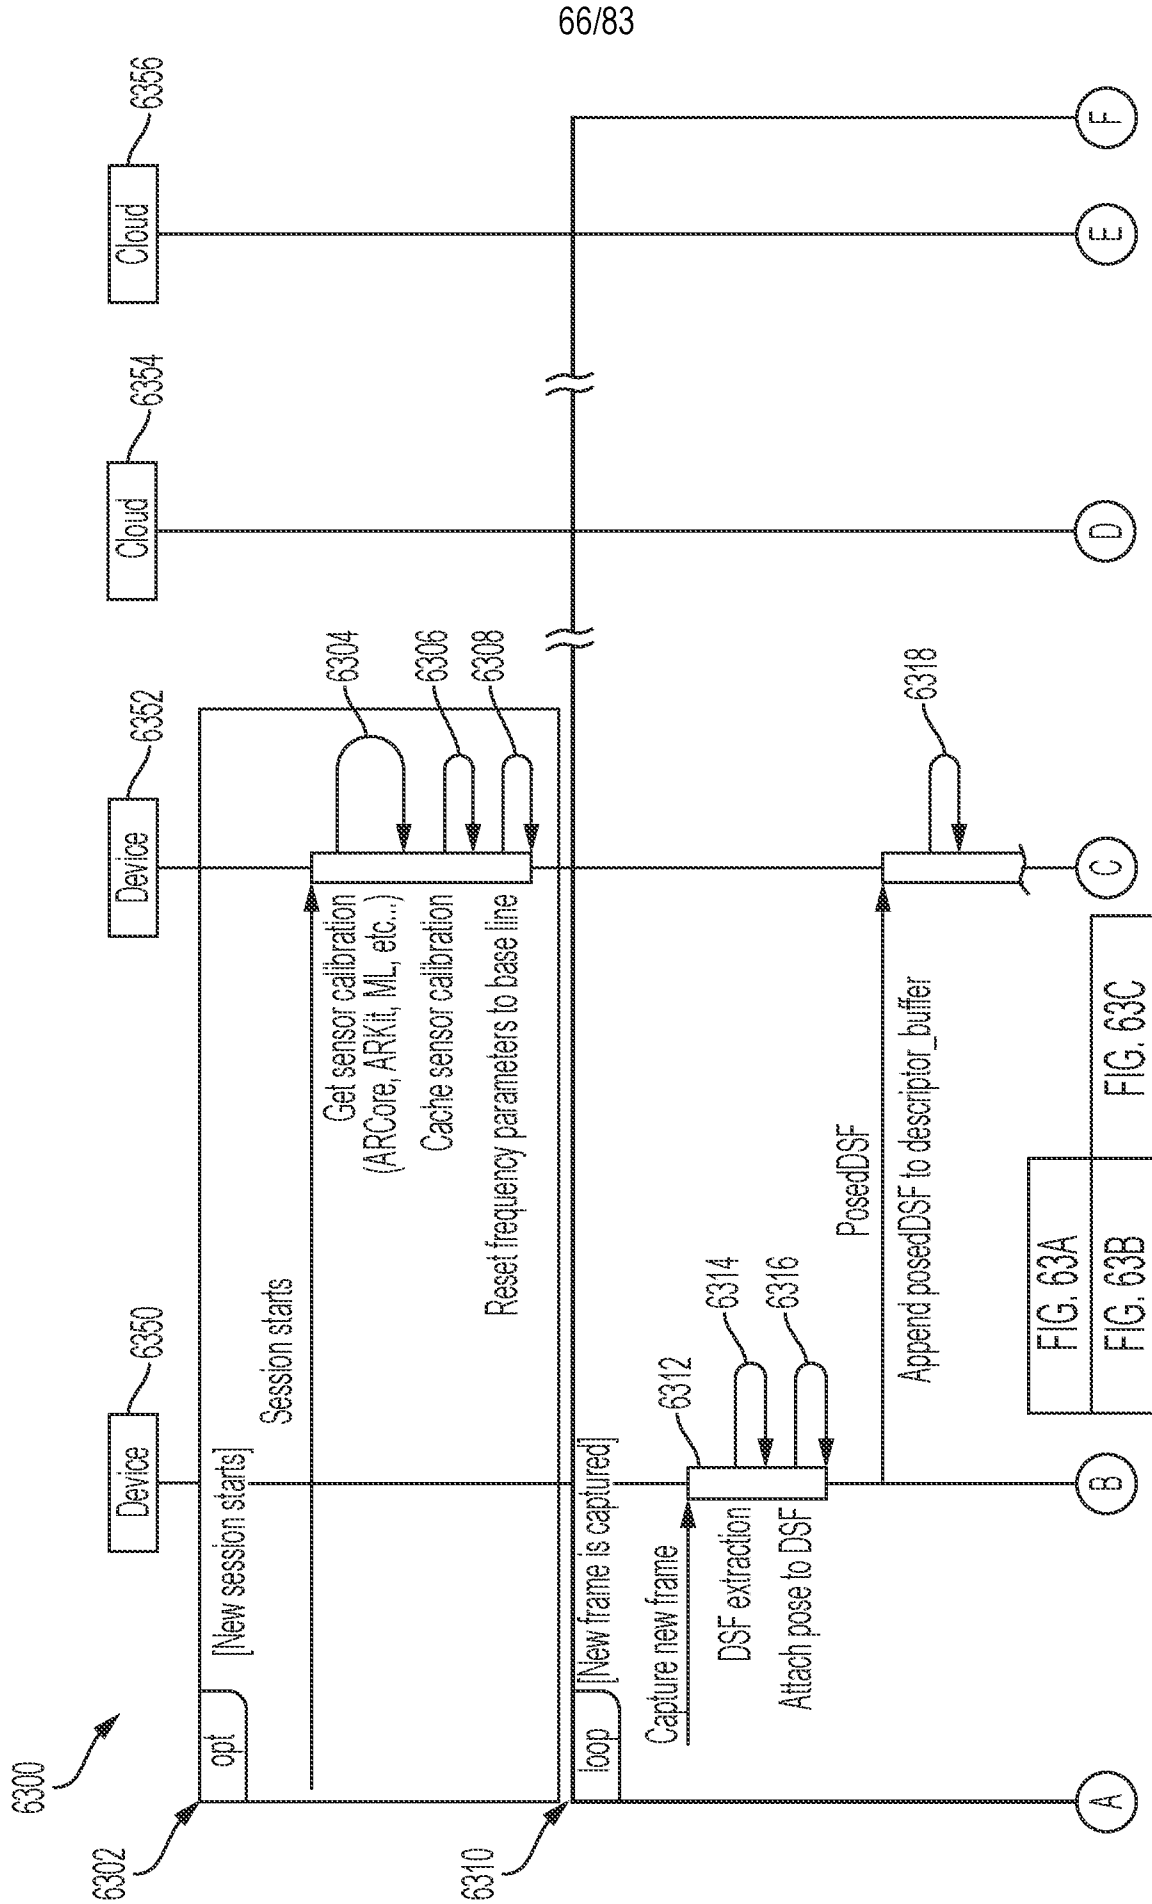 66/83
6300
Device
6350
Device
6352
Cloud
6354
Cloud
6356
6302
opt
[New session starts]
Session starts
Get sensor calibration
(ARCore, ARKit, ML, etc...)
6304
Cache sensor calibration
6306
Reset frequency parameters to base line
6308
6310
loop
[New frame is captured]
Capture new frame
6312
DSF extraction
6314
Attach pose to DSF
6316
PosedDSF
Append posedDSF to descriptor_buffer
6318
A
B
C
D
E
F
FIG. 63A
FIG. 63B
FIG. 63C